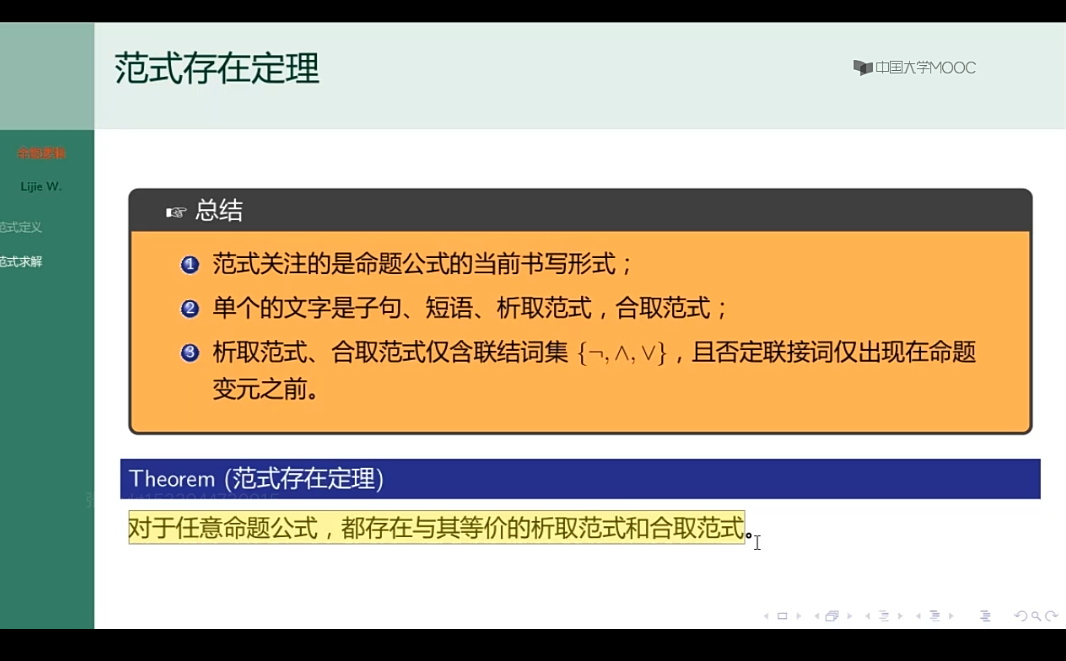 范式存在定理
中国大学MOOC
Lijie W.
范式定义
范式求解
☞ 总结
1 范式关注的是命题公式的当前书写形式；
2 单个的文字是子句、短语、析取范式，合取范式；
3 析取范式、合取范式仅含联结词集 {¬, ∧, ∨}，且否定联接词仅出现在命题
变元之前。
Theorem (范式存在定理)
对于任意命题公式，都存在与其等价的析取范式和合取范式。